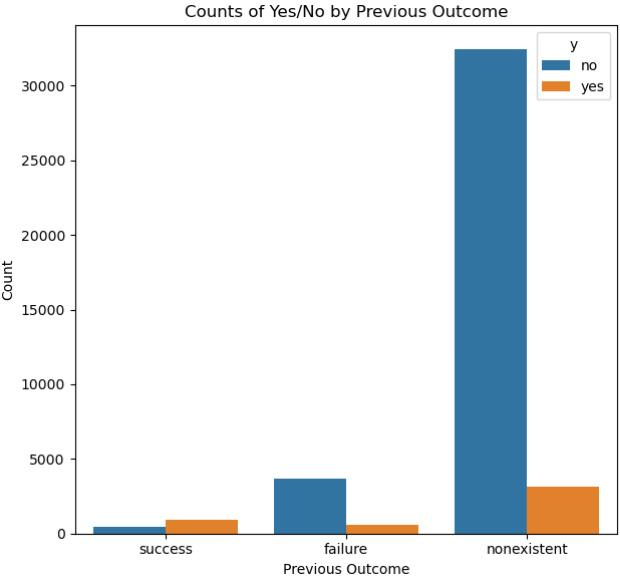 Counts of Yes/No by Previous Outcome
y
no
yes
30000
25000
20000
15000
10000
5000
0
Count
success failure nonexistent
Previous Outcome